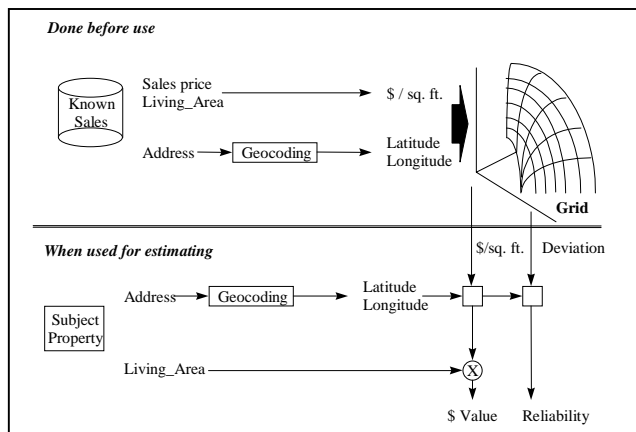 Done before use
Known
Sales
Sales price
Living_Area
$ / sq. ft.
Address
Geocoding
Latitude
Longitude
Grid
When used for estimating
$/sq. ft.
Deviation
Subject
Property
Address
Geocoding
Latitude
Longitude
Living_Area
X
$ Value
Reliability